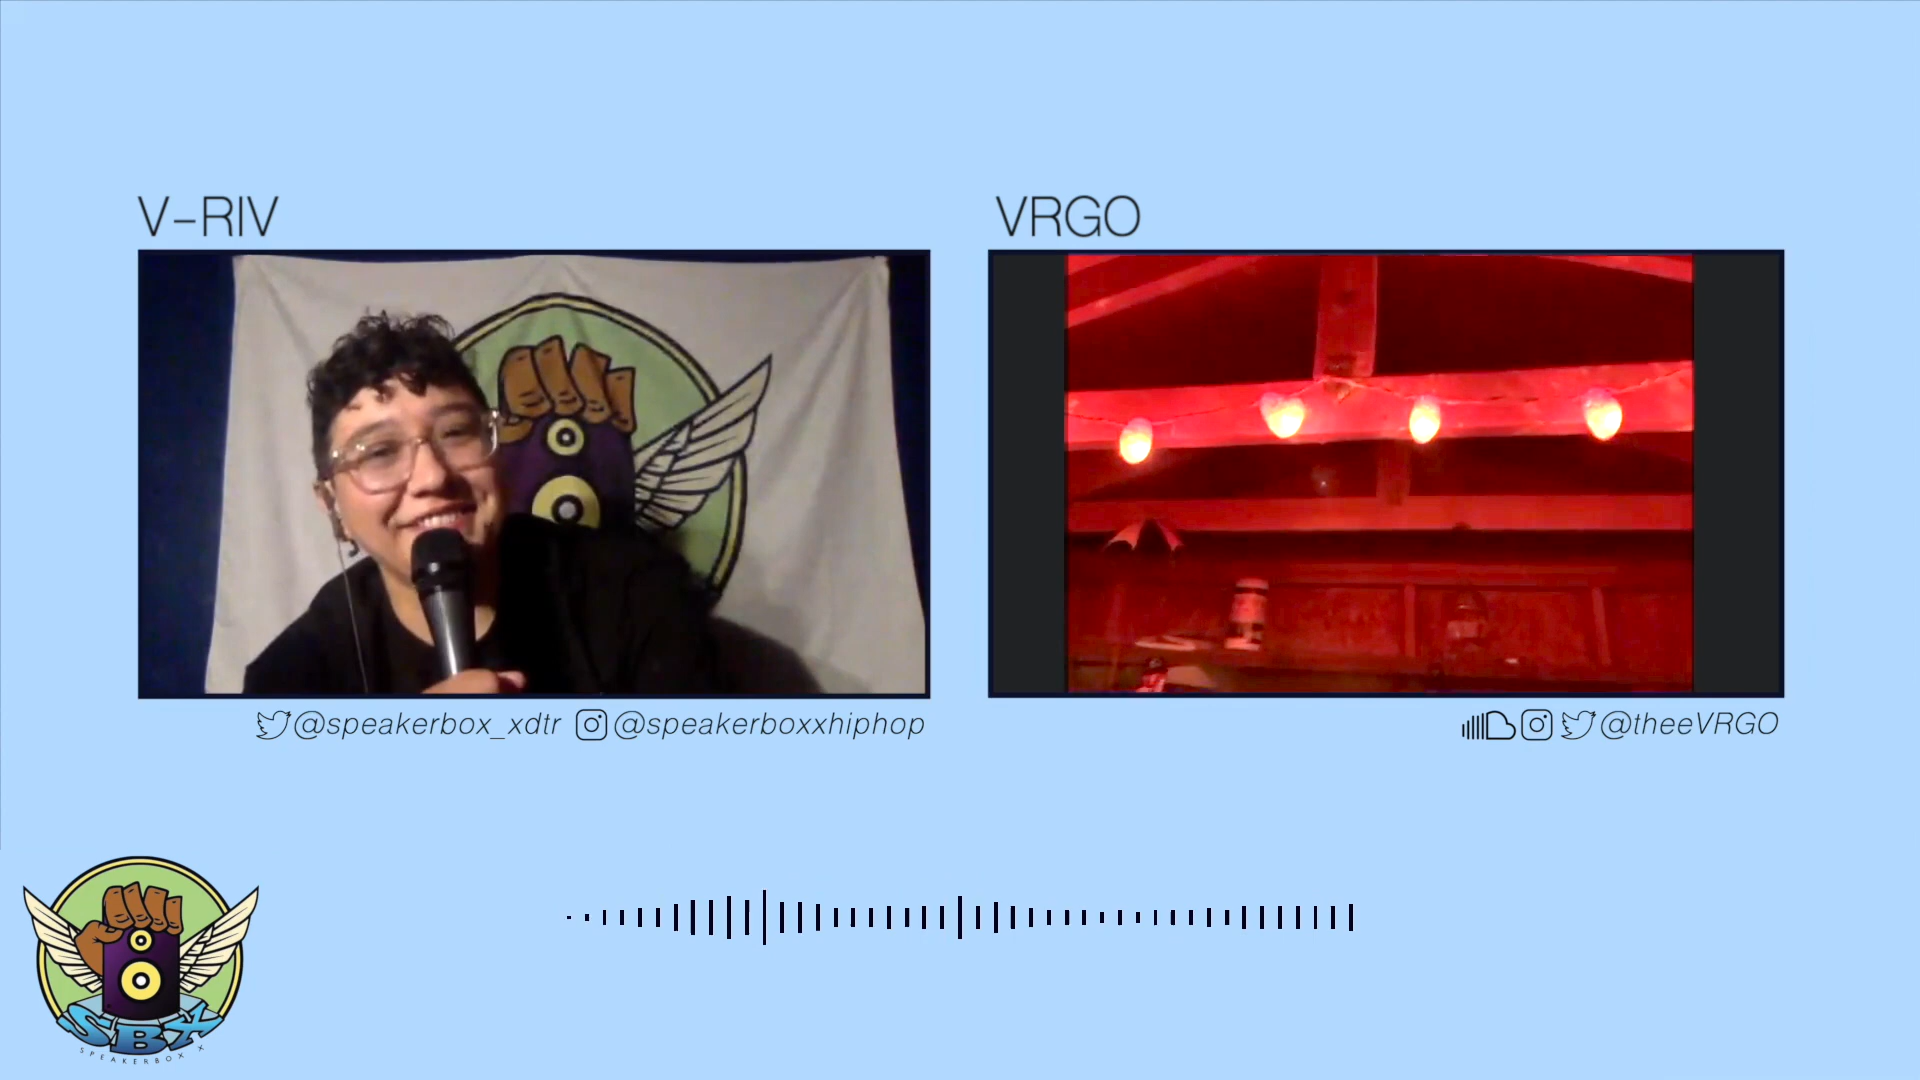 V-RIV
VRGO
@speakerbox_xdtr @speakerboxxhiphop
@theeVRGO
SBX
SPEAKERBOX X